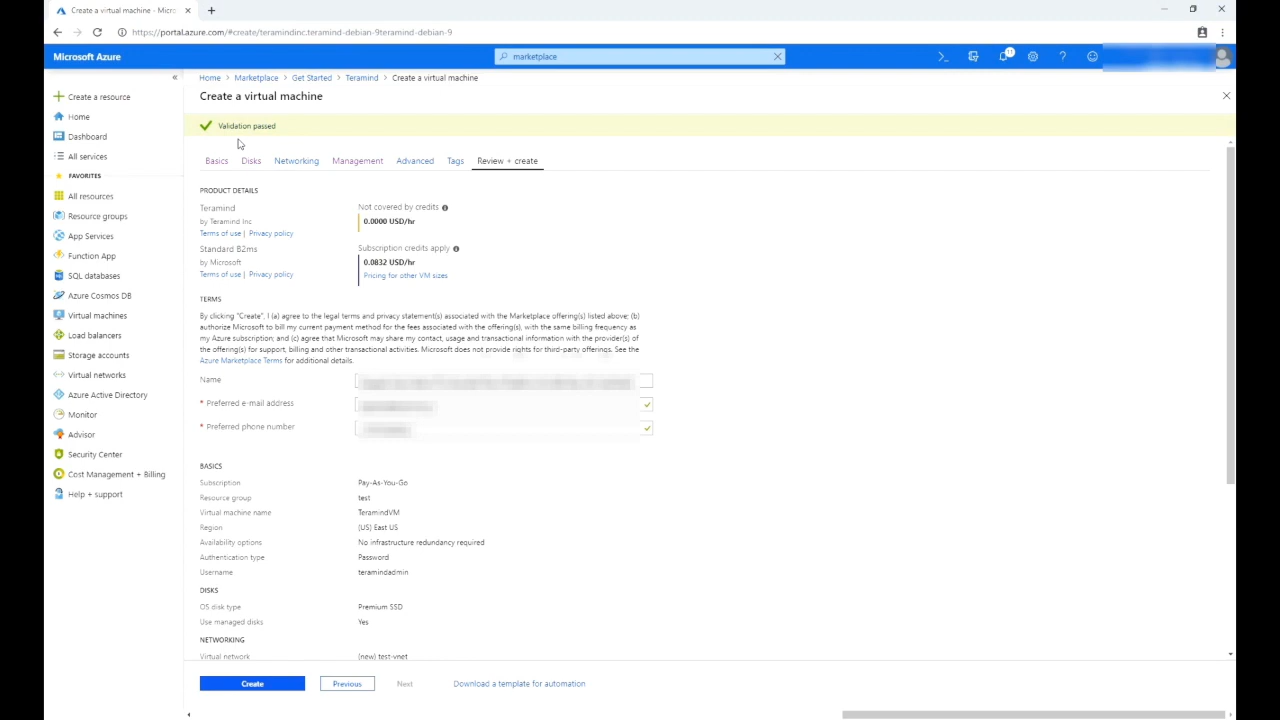 Create a virtual machine - Micro
https://portal.azure.com/#create/teramindinc.teramind-debian-9teramind-debian-9
Microsoft Azure
marketplace
11
Home > Marketplace > Get Started > Teramind > Create a virtual machine
Create a virtual machine
Validation passed
Basics Disks Networking Management Advanced Tags Review + create
Create a resource
Home
Dashboard
All services
FAVORITES
All resources
Resource groups
App Services
Function App
SQL databases
Azure Cosmos DB
Virtual machines
Load balancers
Storage accounts
Virtual networks
Azure Active Directory
Monitor
Advisor
Security Center
Cost Management + Billing
Help + support
PRODUCT DETAILS
Teramind Not covered by credits
by Teramind Inc 0.0000 USD/hr
Terms of use | Privacy policy
Standard B2ms Subscription credits apply
by Microsoft 0.0832 USD/hr
Terms of use | Privacy policy Pricing for other VM sizes
TERMS
By clicking "Create", I (a) agree to the legal terms and privacy statement(s) associated with the Marketplace offering(s) listed above; (b)
authorize Microsoft to bill my current payment method for the fees associated with the offering(s), with the same billing frequency as
my Azure subscription; and (c) agree that Microsoft may share my contact, usage and transactional information with the provider(s) of
the offering(s) for support, billing and other transactional activities. Microsoft does not provide rights for third-party offerings. See the
Azure Marketplace Terms for additional details.
Name
* Preferred e-mail address
* Preferred phone number
BASICS
Subscription Pay-As-You-Go
Resource group test
Virtual machine name TeramindVM
Region (US) East US
Availability options No infrastructure redundancy required
Authentication type Password
Username teramindadmin
DISKS
OS disk type Premium SSD
Use managed disks Yes
NETWORKING
Virtual network (new) test-vnet
Create Previous Next Download a template for automation